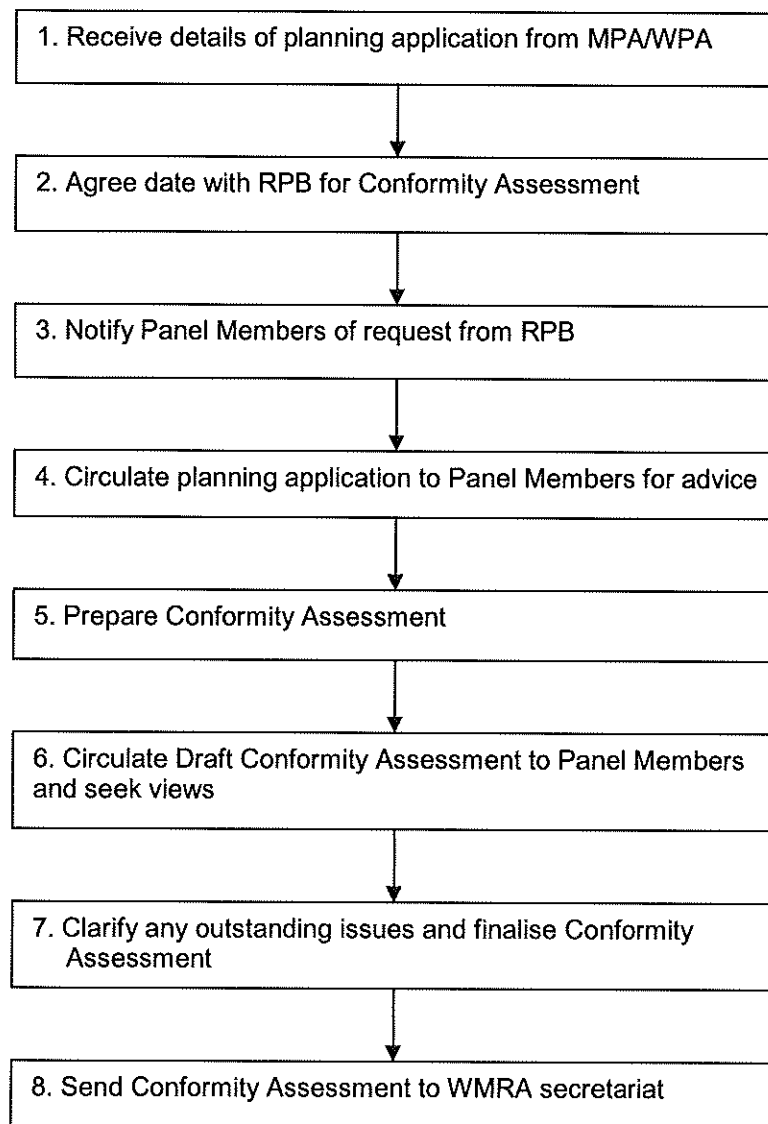 1. Receive details of planning application from MPA/WPA
2. Agree date with RPB for Conformity Assessment
3. Notify Panel Members of request from RPB
4. Circulate planning application to Panel Members for advice
5. Prepare Conformity Assessment
6. Circulate Draft Conformity Assessment to Panel Members
and seek views
7. Clarify any outstanding issues and finalise Conformity
Assessment
8. Send Conformity Assessment to WMRA secretariat